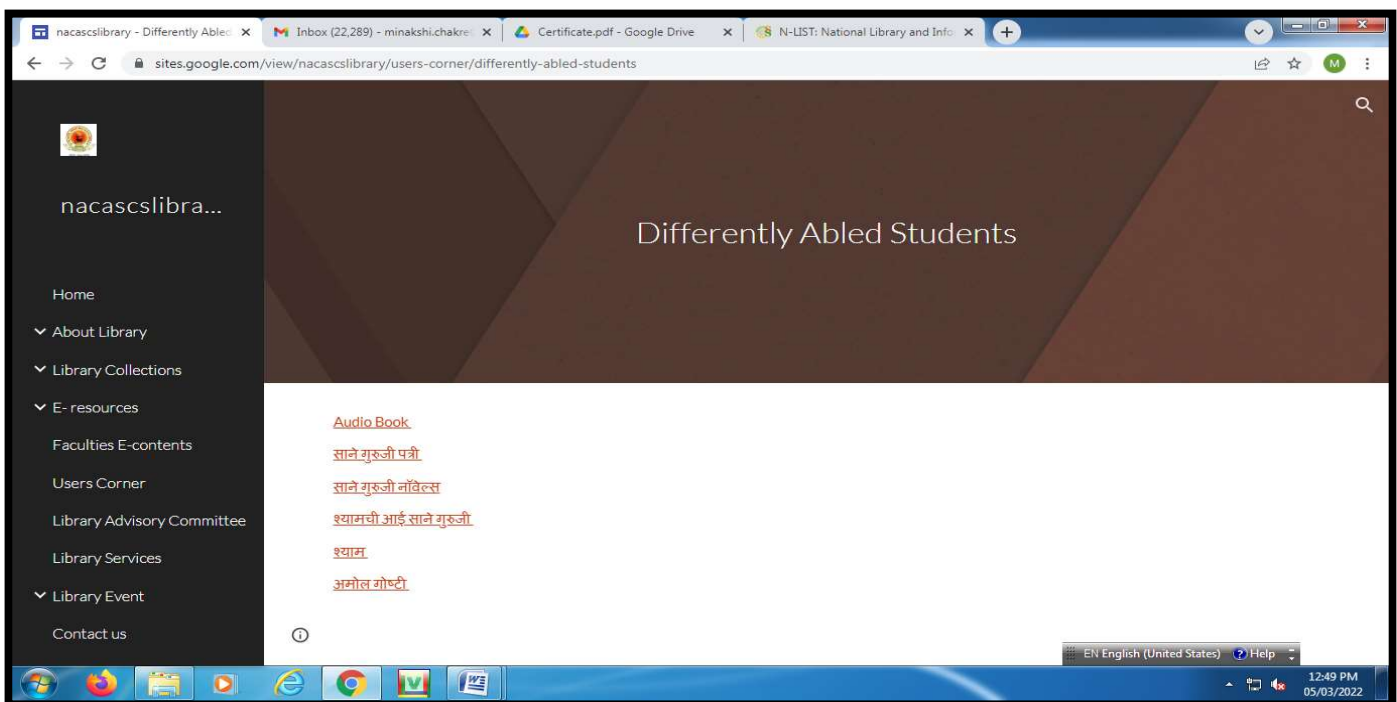 nacascslibrary - Differently Abled
Inbox (22,289) - minakshi.chakre
Certificate.pdf - Google Drive
N-LIST: National Library and Info
sites.google.com/view/nacascslibrary/users-corner/differently-abled-students
M
nacascslibra...
Differently Abled Students
Home
About Library
Library Collections
E- resources
Faculties E-contents
Users Corner
Library Advisory Committee
Library Services
Library Event
Contact us
Audio Book
साने गुरुजी पत्री
साने गुरुजी नॉवेल्स
श्यामची आई साने गुरुजी
श्याम
अमोल गोष्टी
EN English (United States) Help
12:49 PM
05/03/2022